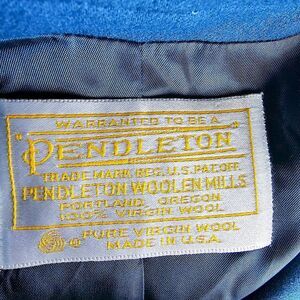 WARRANTED TO BE A
"PENDLETON"
TRADE MARK REG. U.S. PAT. OFF.
PENDLETON WOOLEN MILLS
PORTLAND, OREGON
100% VIRGIN WOOL
PURE VIRGIN WOOL
MADE IN U.S.A.